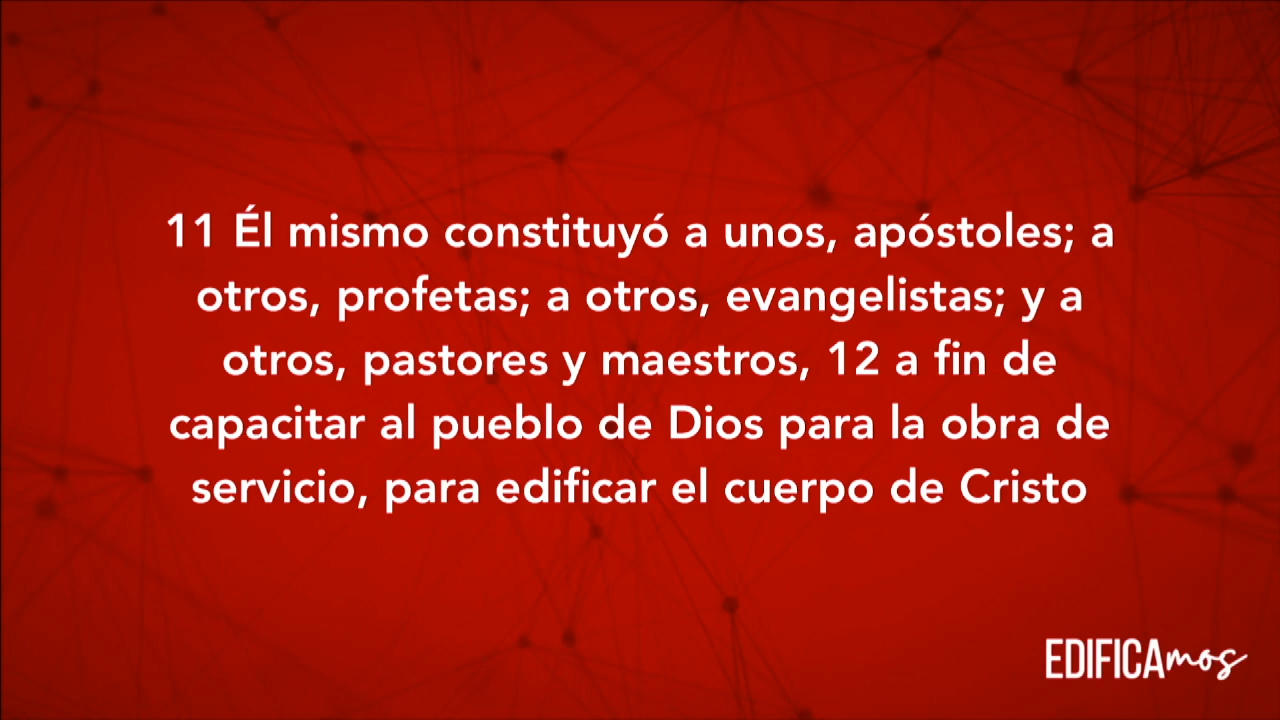 11 Él mismo constituyó a unos, apóstoles; a
otros, profetas; a otros, evangelistas; y a
otros, pastores y maestros, 12 a fin de
capacitar al pueblo de Dios para la obra de
servicio, para edificar el cuerpo de Cristo
EDIFICAmos